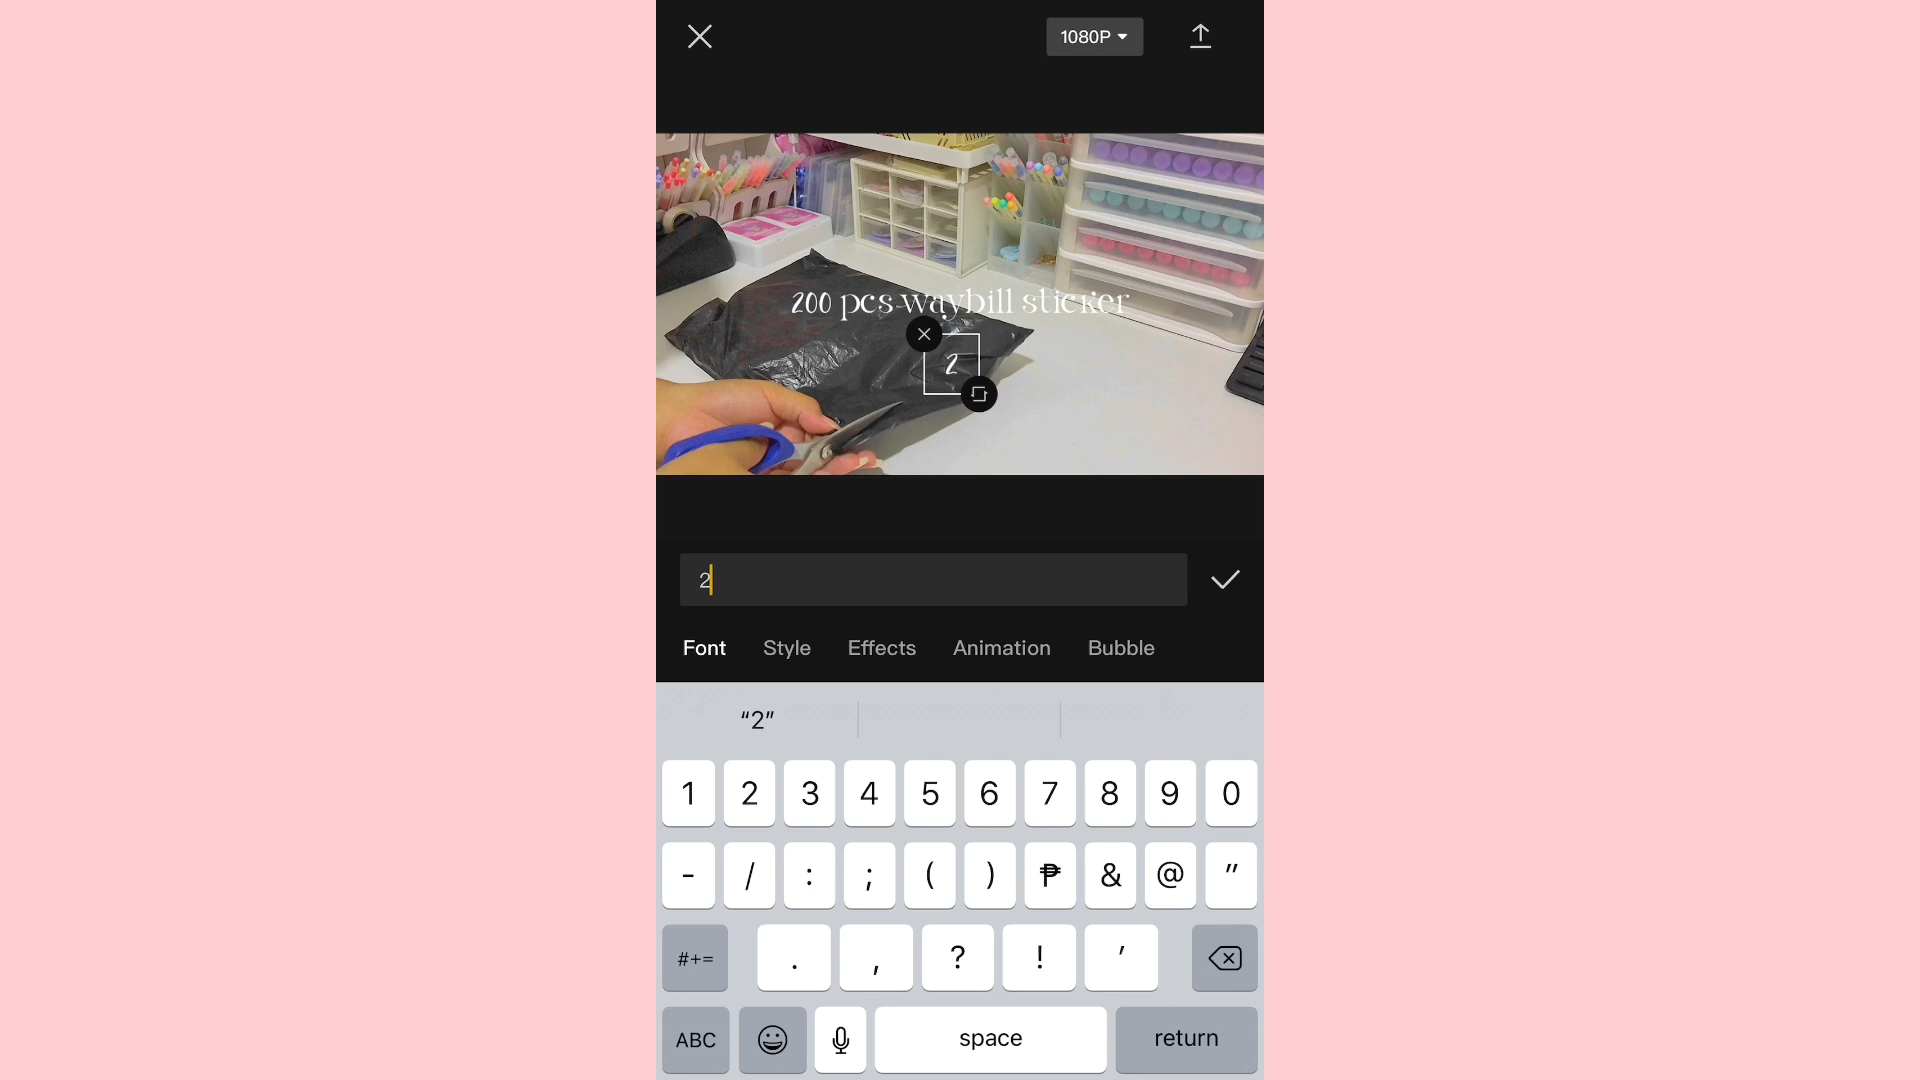 1080P
200 pcs waybill sticker
2
2
Font Style Effects Animation Bubble
“2”
1 2 3 4 5 6 7 8 9 0
- / : ; ( ) ₱ & @ "
#+= . , ? ! '
ABC space return